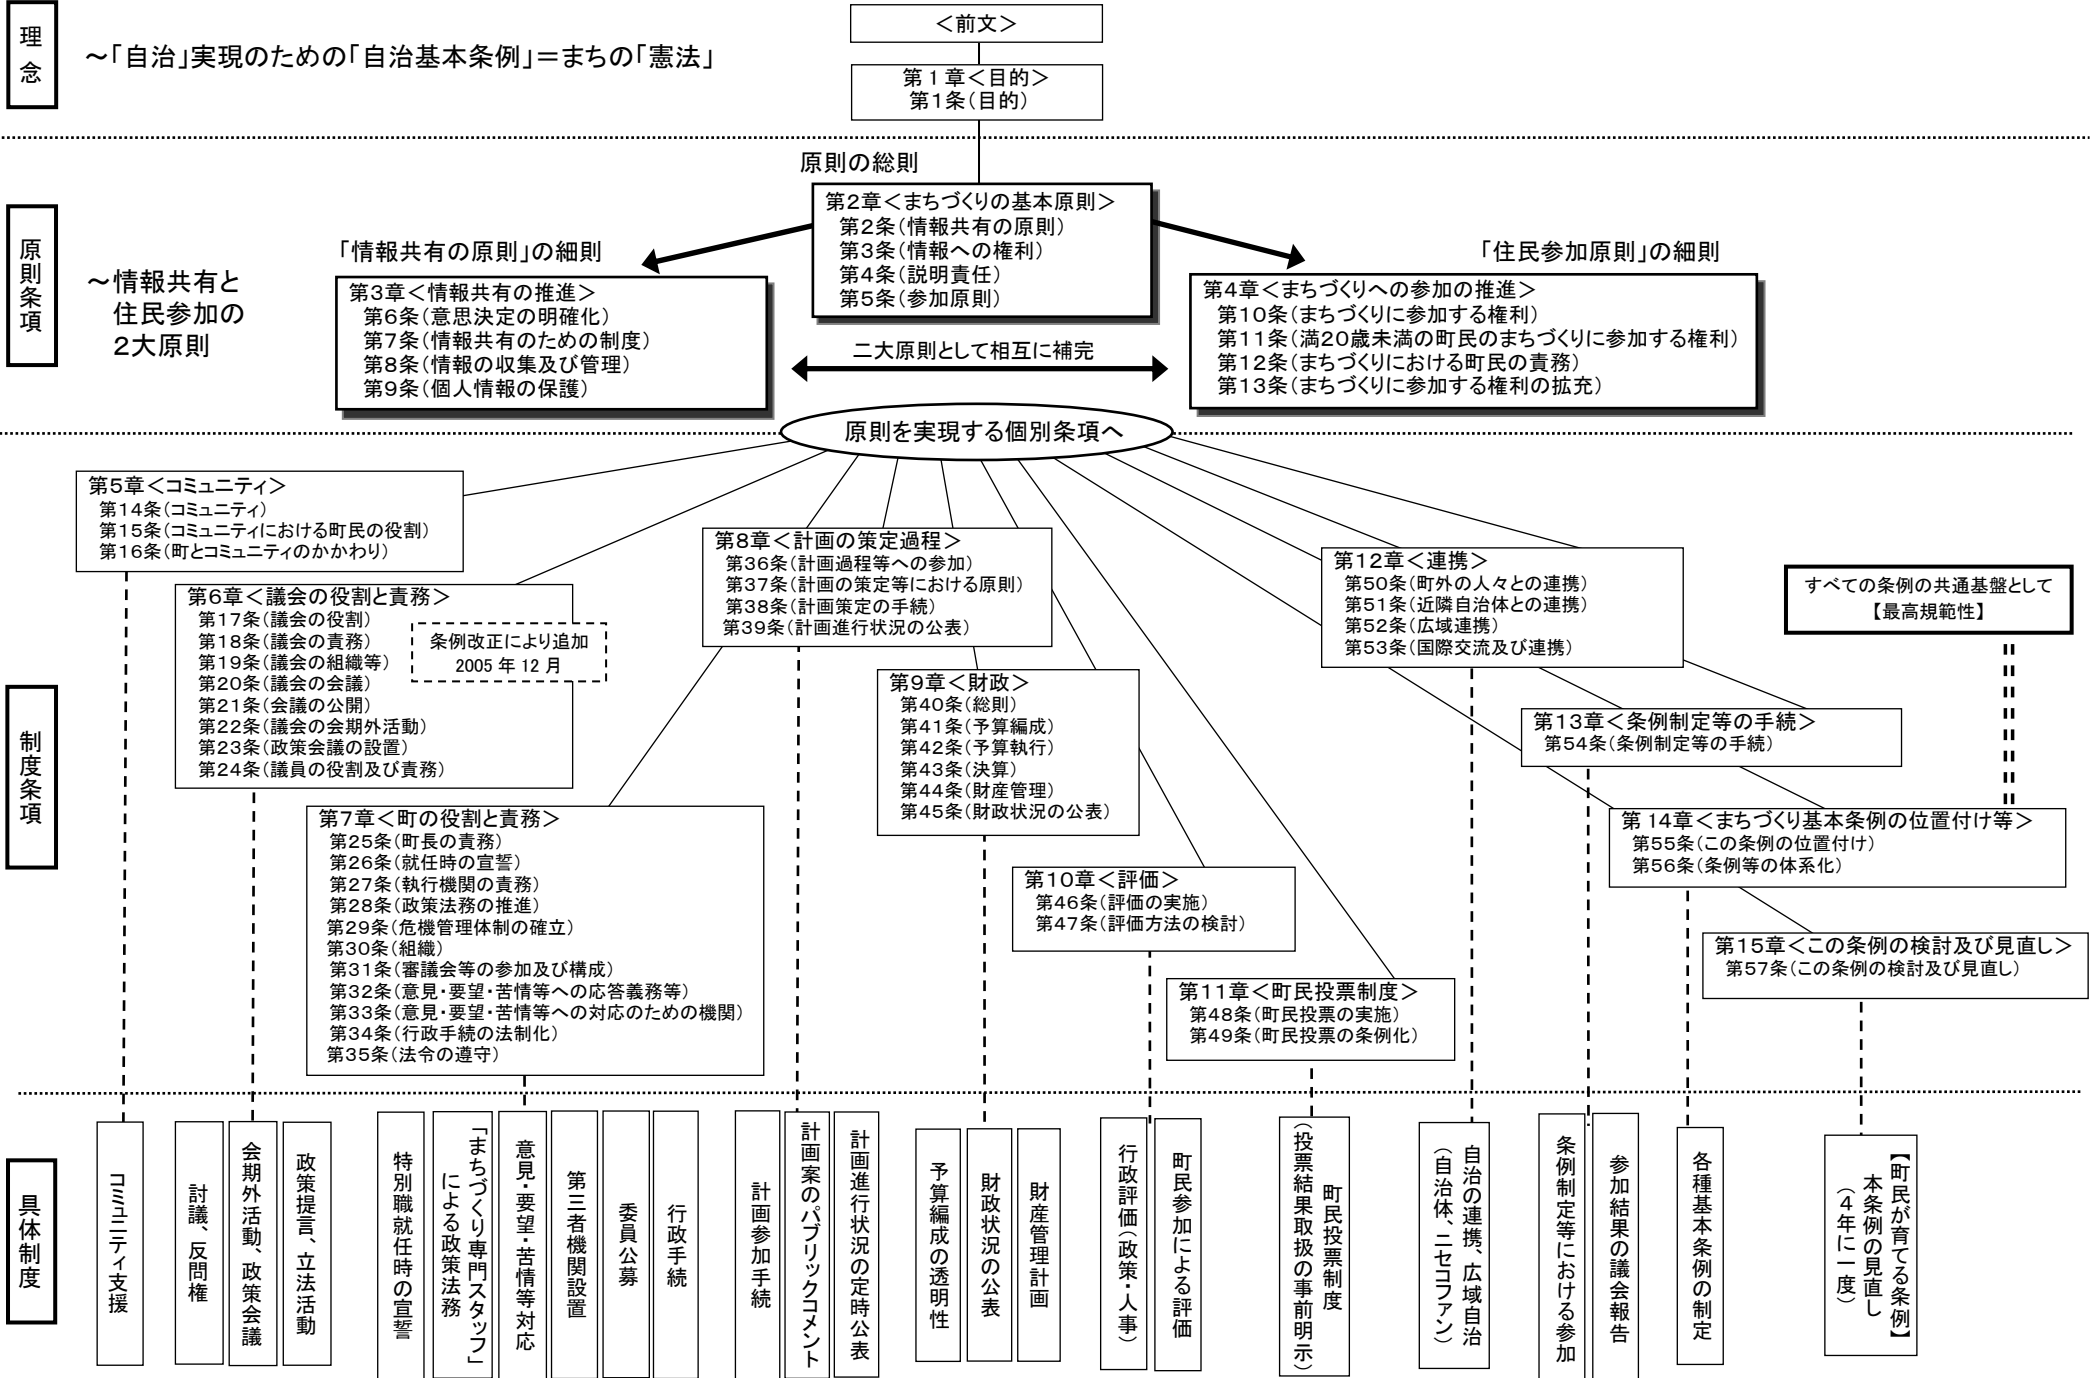 理念
～「自治」実現のための「自治基本条例」＝まちの「憲法」
＜前文＞
第１章＜目的＞
第1条（目的）
原則条項
～情報共有と
住民参加の
2大原則
原則の総則
第2章＜まちづくりの基本原則＞
第2条（情報共有の原則）
第3条（情報への権利）
第4条（説明責任）
第5条（参加原則）
「情報共有の原則」の細則
第3章＜情報共有の推進＞
第6条（意思決定の明確化）
第7条（情報共有のための制度）
第8条（情報の収集及び管理）
第9条（個人情報の保護）
「住民参加原則」の細則
第4章＜まちづくりへの参加の推進＞
第10条（まちづくりに参加する権利）
第11条（満20歳未満の町民のまちづくりに参加する権利）
第12条（まちづくりにおける町民の責務）
第13条（まちづくりに参加する権利の拡充）
二大原則として相互に補完
原則を実現する個別条項へ
制度条項
第5章＜コミュニティ＞
第14条（コミュニティ）
第15条（コミュニティにおける町民の役割）
第16条（町とコミュニティのかかわり）
第6章＜議会の役割と責務＞
第17条（議会の役割）
第18条（議会の責務）
第19条（議会の組織等）
第20条（議会の会議）
第21条（会議の公開）
第22条（議会の会期外活動）
第23条（政策会議の設置）
第24条（議員の役割及び責務）
条例改正により追加
2005 年 12 月
第7章＜町の役割と責務＞
第25条（町長の責務）
第26条（就任時の宣誓）
第27条（執行機関の責務）
第28条（政策法務の推進）
第29条（危機管理体制の確立）
第30条（組織）
第31条（審議会等の参加及び構成）
第32条（意見・要望・苦情等への応答義務等）
第33条（意見・要望・苦情等への対応のための機関）
第34条（行政手続の法制化）
第35条（法令の遵守）
第8章＜計画の策定過程＞
第36条（計画過程等への参加）
第37条（計画の策定等における原則）
第38条（計画策定の手続）
第39条（計画進行状況の公表）
第9章＜財政＞
第40条（総則）
第41条（予算編成）
第42条（予算執行）
第43条（決算）
第44条（財産管理）
第45条（財政状況の公表）
第10章＜評価＞
第46条（評価の実施）
第47条（評価方法の検討）
第11章＜町民投票制度＞
第48条（町民投票の実施）
第49条（町民投票の条例化）
第12章＜連携＞
第50条（町外の人々との連携）
第51条（近隣自治体との連携）
第52条（広域連携）
第53条（国際交流及び連携）
すべての条例の共通基盤として
【最高規範性】
第13章＜条例制定等の手続＞
第54条（条例制定等の手続）
第14章＜まちづくり基本条例の位置付け等＞
第55条（この条例の位置付け）
第56条（条例等の体系化）
第15章＜この条例の検討及び見直し＞
第57条（この条例の検討及び見直し）
具体制度
コミュニティ支援
討議、反問権
会期外活動、政策会議
政策提言、立法活動
特別職就任時の宣誓
「まちづくり専門スタッフ」
による政策法務
意見・要望・苦情等対応
第三者機関設置
委員公募
行政手続
計画参加手続
計画案のパブリックコメント
計画進行状況の定時公表
予算編成の透明性
財政状況の公表
財産管理計画
行政評価（政策・人事）
町民参加による評価
町民投票制度
（投票結果取扱の事前明示）
自治の連携、広域自治
（自治体、ニセコファン）
条例制定等における参加
参加結果の議会報告
各種基本条例の制定
【町民が育てる条例】
本条例の見直し
（４年に一度）